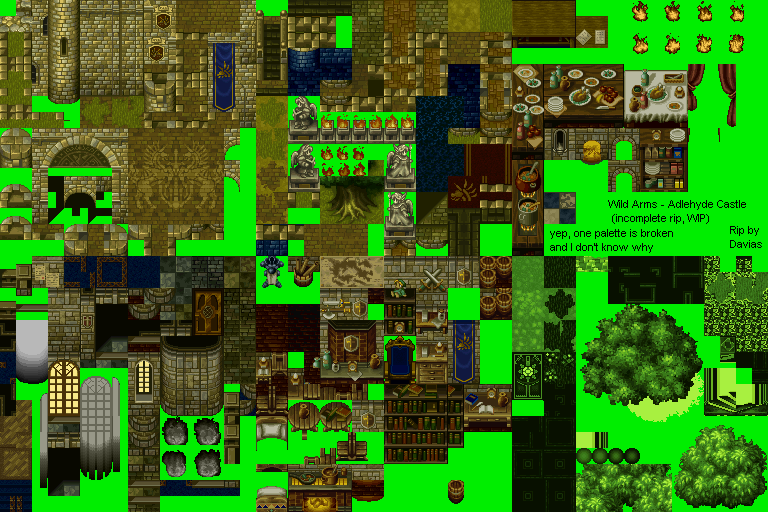 Wild Arms - Adlehyde Castle
(incomplete rip, WIP)
yep, one palette is broken
and I don't know why
Rip by
Davias